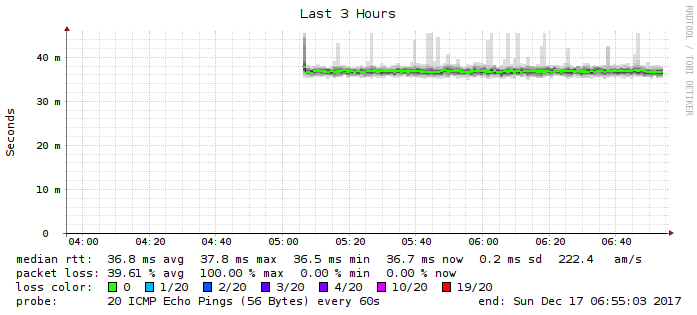 Last 3 Hours
RRDTOOL / TOBI OETIKER
Seconds
40 m
30 m
20 m
10 m
0
04:00 04:20 04:40 05:00 05:20 05:40 06:00 06:20 06:40
median rtt: 36.8 ms avg 37.8 ms max 36.5 ms min 36.7 ms now 0.2 ms sd 222.4 am/s
packet loss: 39.61 % avg 100.00 % max 0.00 % min 0.00 % now
loss color: 0 1/20 2/20 3/20 4/20 10/20 19/20
probe: 20 ICMP Echo Pings (56 Bytes) every 60s end: Sun Dec 17 06:55:03 2017